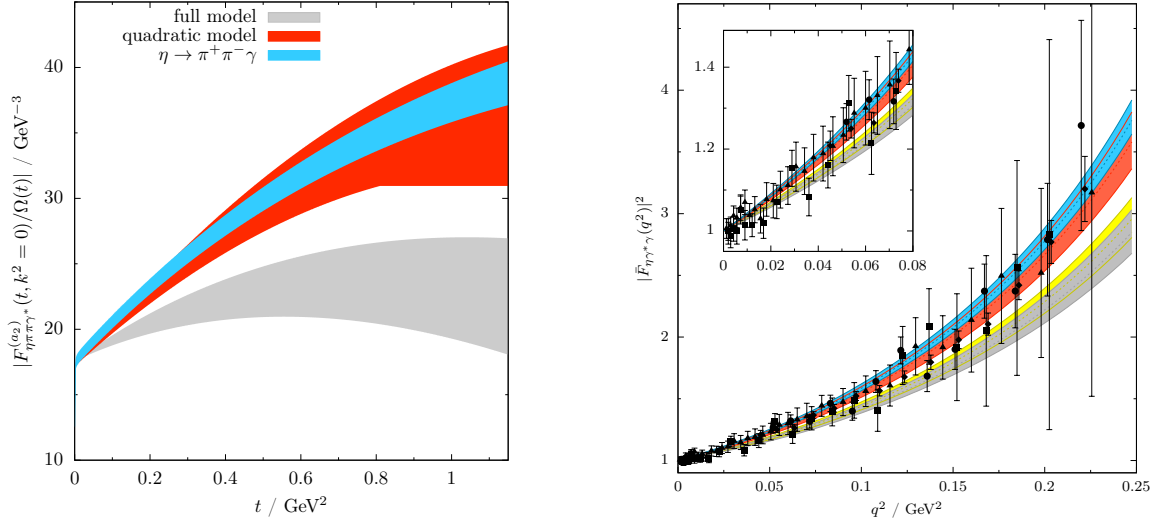 full model
quadratic model
η → π⁺π⁻γ
|F^{(a₂)}_{ηππγ*}(t, k² = 0)/Ω(t)| / GeV⁻³
10
20
30
40
0 0.2 0.4 0.6 0.8 1
t / GeV²
|F̄_{ηγ*γ}(q²)|²
1
2
3
4
0 0.05 0.1 0.15 0.2 0.25
q² / GeV²
1
1.2
1.4
0 0.02 0.04 0.06 0.08